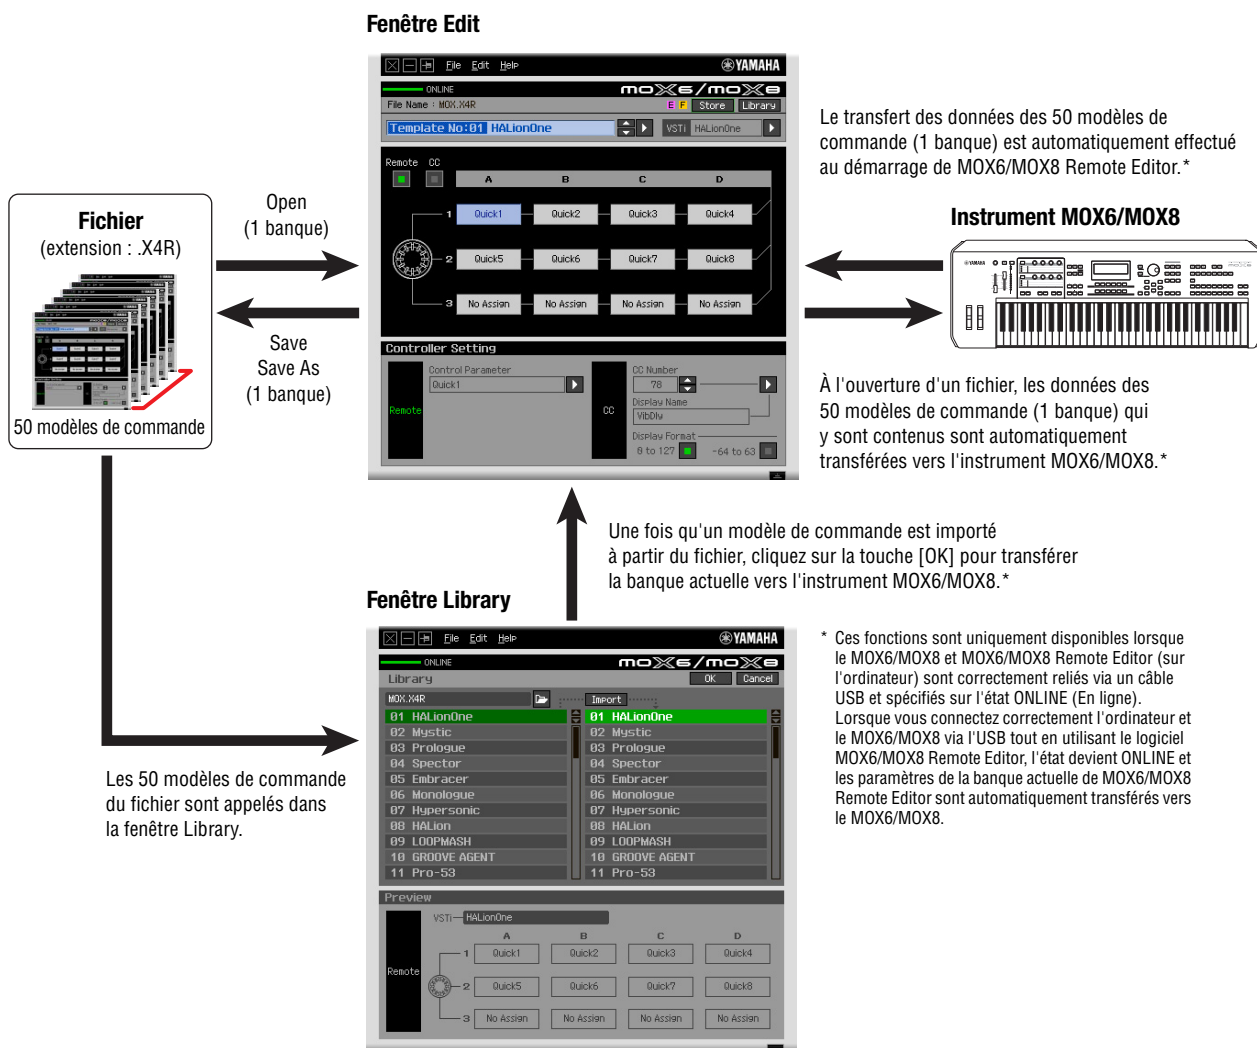 Fenêtre Edit
File Edit Help
YAMAHA
ONLINE
mox6/mox8
File Name : MOX.X4R
E F Store Library
Template No:01 HALionOne
VSTi HALionOne
Remote CC
A B C D
1 Quick1 Quick2 Quick3 Quick4
2 Quick5 Quick6 Quick7 Quick8
3 No Assign No Assign No Assign No Assign
Controller Setting
Remote
Control Parameter
Quick1
CC
CC Number
78
Display Name
VibDly
Display Format
0 to 127 -64 to 63
Fichier
(extension : .X4R)
50 modèles de commande
Open
(1 banque)
Save
Save As
(1 banque)
Le transfert des données des 50 modèles de
commande (1 banque) est automatiquement effectué
au démarrage de MOX6/MOX8 Remote Editor.*
Instrument MOX6/MOX8
YAMAHA
À l'ouverture d'un fichier, les données des
50 modèles de commande (1 banque) qui
y sont contenus sont automatiquement
transférées vers l'instrument MOX6/MOX8.*
Une fois qu'un modèle de commande est importé
à partir du fichier, cliquez sur la touche [OK] pour transférer
la banque actuelle vers l'instrument MOX6/MOX8.*
Fenêtre Library
File Edit Help
YAMAHA
ONLINE
mox6/mox8
Library
OK Cancel
MOX.X4R
Import
01 HALionOne 01 HALionOne
02 Mystic 02 Mystic
03 Prologue 03 Prologue
04 Spector 04 Spector
05 Embracer 05 Embracer
06 Monologue 06 Monologue
07 Hypersonic 07 Hypersonic
08 HALion 08 HALion
09 LOOPMASH 09 LOOPMASH
10 GROOVE AGENT 10 GROOVE AGENT
11 Pro-53 11 Pro-53
Preview
VSTi HALionOne
A B C D
Remote
1 Quick1 Quick2 Quick3 Quick4
2 Quick5 Quick6 Quick7 Quick8
3 No Assign No Assign No Assign No Assign
Les 50 modèles de commande
du fichier sont appelés dans
la fenêtre Library.
* Ces fonctions sont uniquement disponibles lorsque
le MOX6/MOX8 et MOX6/MOX8 Remote Editor (sur
l'ordinateur) sont correctement reliés via un câble
USB et spécifiés sur l'état ONLINE (En ligne).
Lorsque vous connectez correctement l'ordinateur et
le MOX6/MOX8 via l'USB tout en utilisant le logiciel
MOX6/MOX8 Remote Editor, l'état devient ONLINE et
les paramètres de la banque actuelle de MOX6/MOX8
Remote Editor sont automatiquement transférés vers
le MOX6/MOX8.